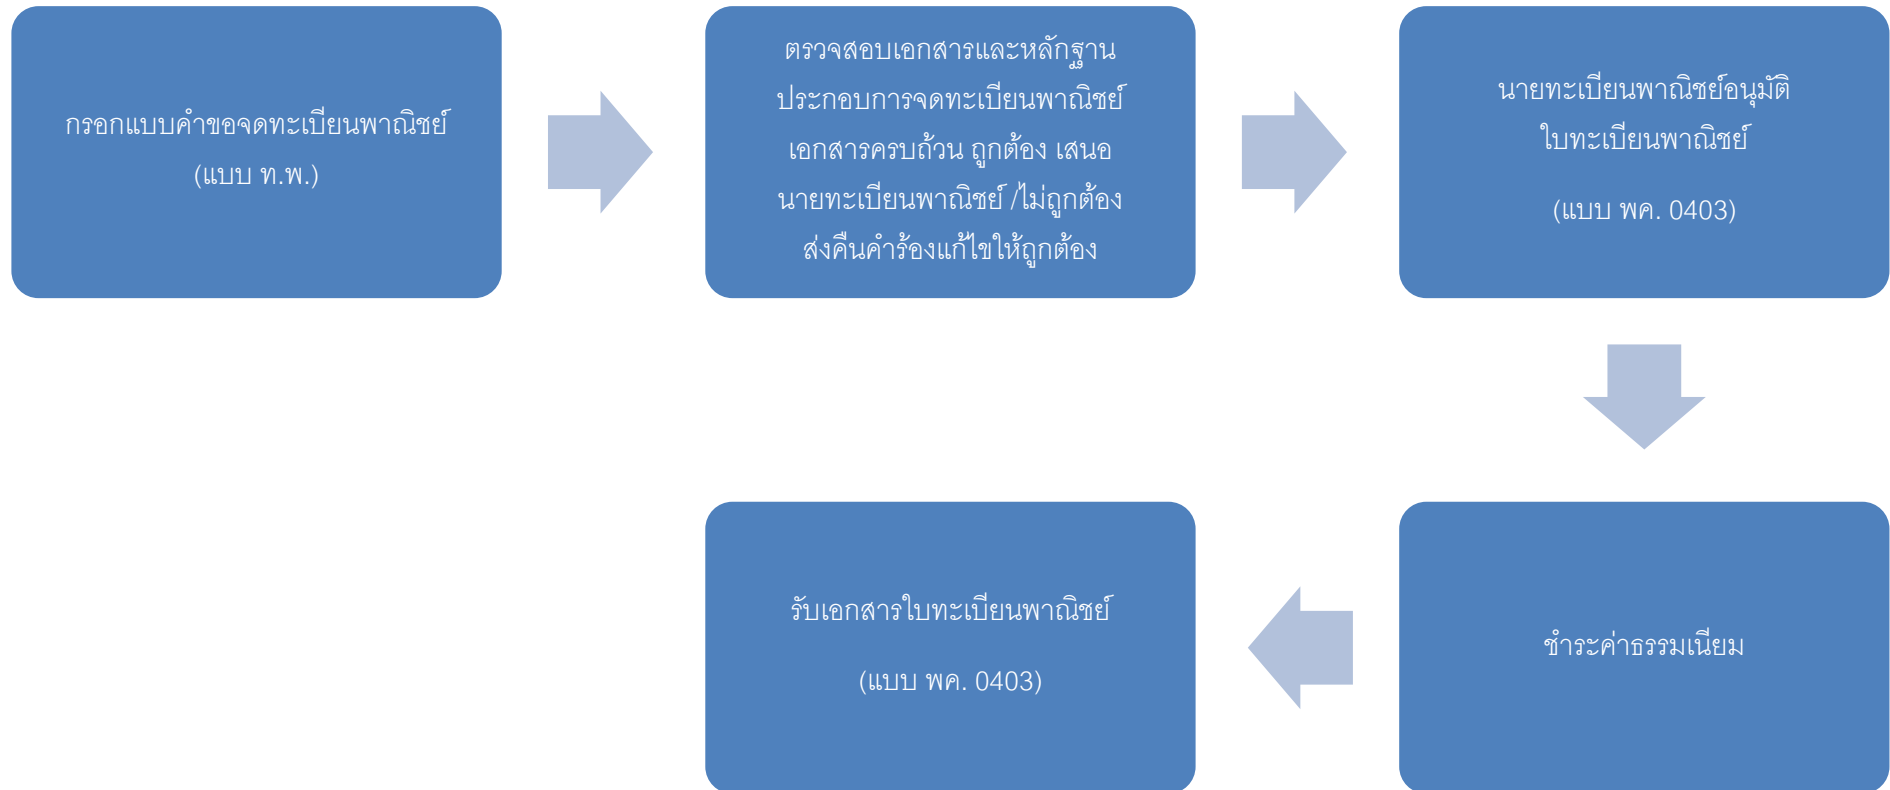 กรอกแบบคำขอจดทะเบียนพาณิชย์
(แบบ ท.พ.)
ตรวจสอบเอกสารและหลักฐาน
ประกอบการจดทะเบียนพาณิชย์
เอกสารครบถ้วน ถูกต้อง เสนอ
นายทะเบียนพาณิชย์ /ไม่ถูกต้อง
ส่งคืนคำร้องแก้ไขให้ถูกต้อง
นายทะเบียนพาณิชย์อนุมัติ
ใบทะเบียนพาณิชย์
(แบบ พค. 0403)
ชำระค่าธรรมเนียม
รับเอกสารใบทะเบียนพาณิชย์
(แบบ พค. 0403)